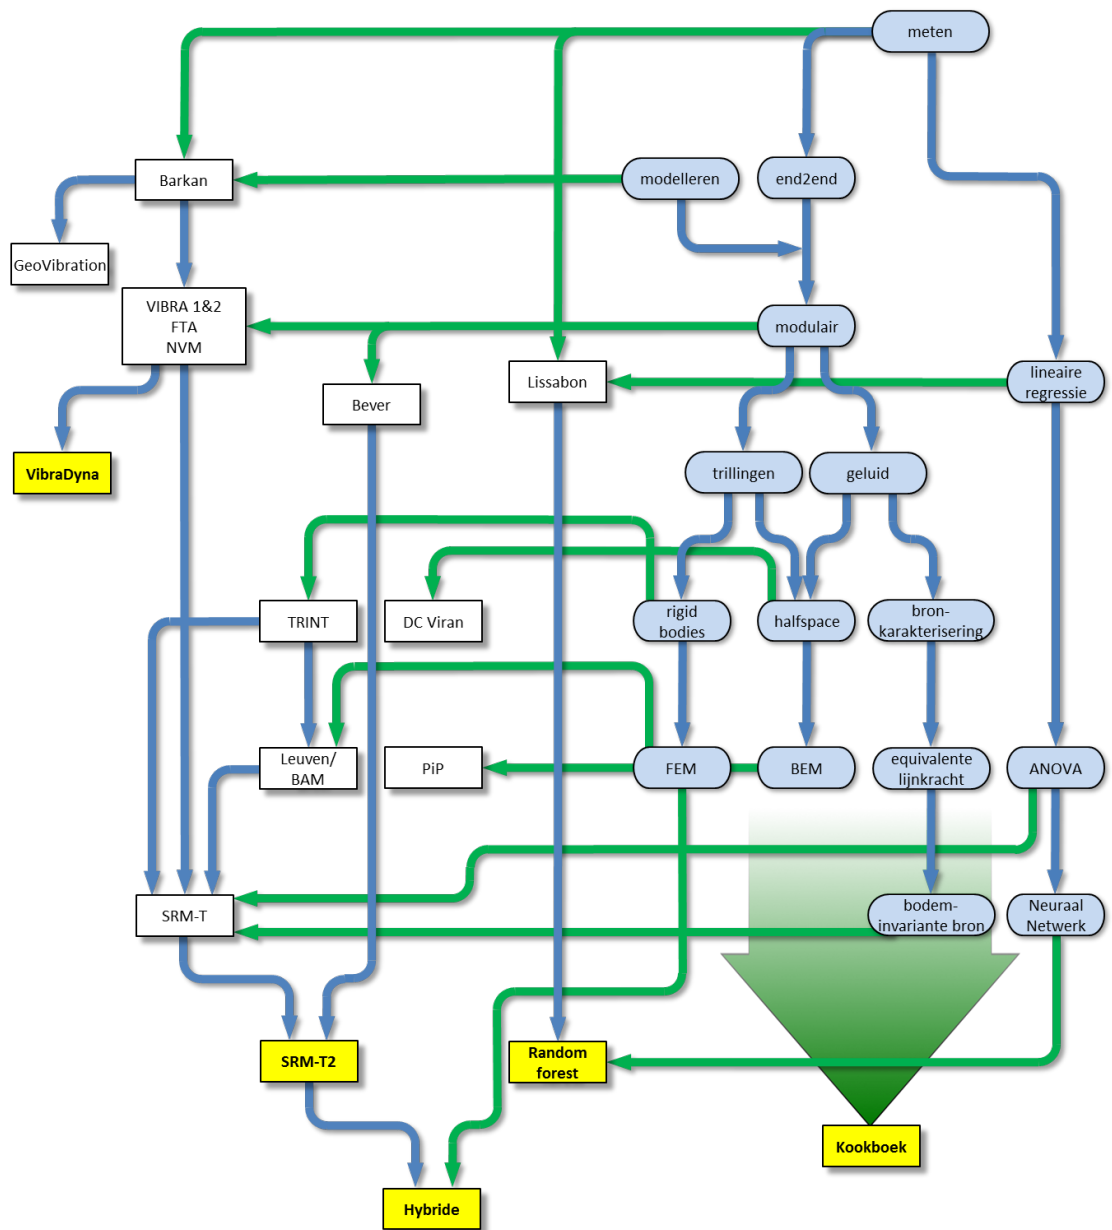 meten
Barkan
modelleren
end2end
GeoVibration
VIBRA 1&2
FTA
NVM
modulair
Lissabon
lineaire
regressie
Bever
VibraDyna
trillingen
geluid
TRINT
DC Viran
rigid
bodies
halfspace
bron-
karakterisering
Leuven/
BAM
PiP
FEM
BEM
equivalente
lijnkracht
ANOVA
SRM-T
bodem-
invariante bron
Neuraal
Netwerk
SRM-T2
Random
forest
Kookboek
Hybride